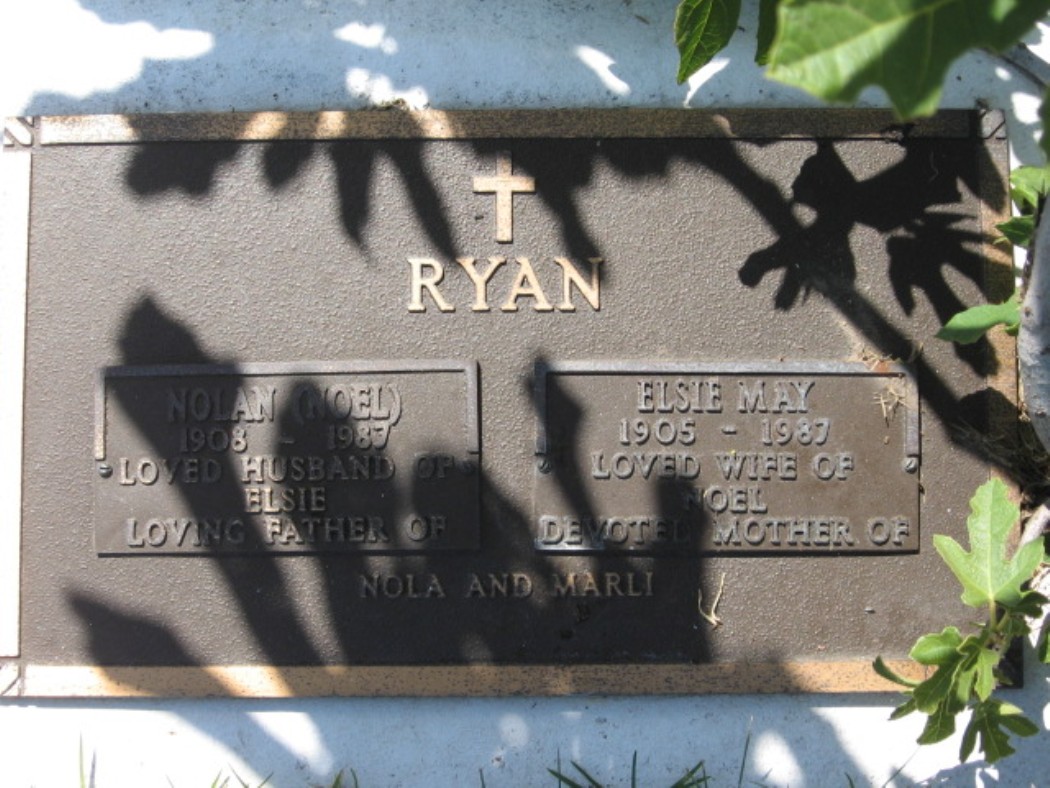 RYAN
NOLAN (NOEL)
1908 - 1987
LOVED HUSBAND OF
ELSIE
LOVING FATHER OF
ELSIE MAY
1905 - 1987
LOVED WIFE OF
NOEL
DEVOTED MOTHER OF
NOLA AND MARLI